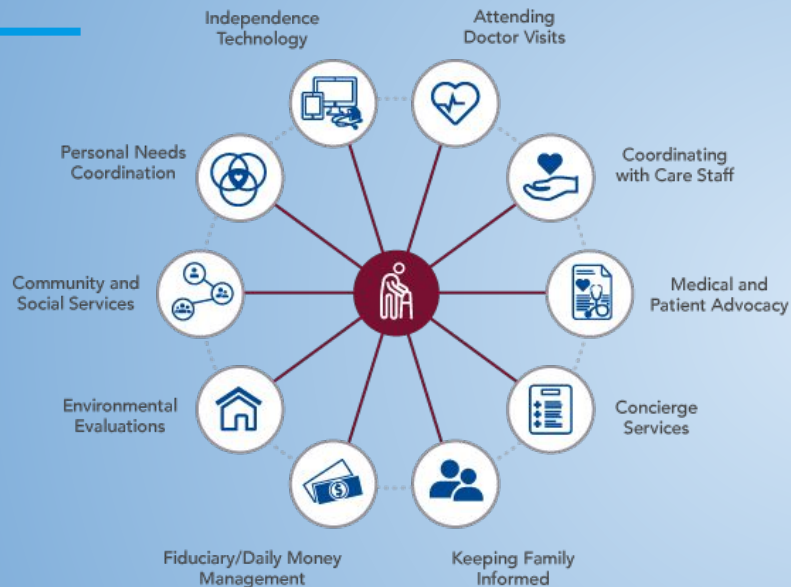 Independence
Technology
Attending
Doctor Visits
Personal Needs
Coordination
Coordinating
with Care Staff
Community and
Social Services
Medical and
Patient Advocacy
Environmental
Evaluations
Concierge
Services
Fiduciary/Daily Money
Management
Keeping Family
Informed